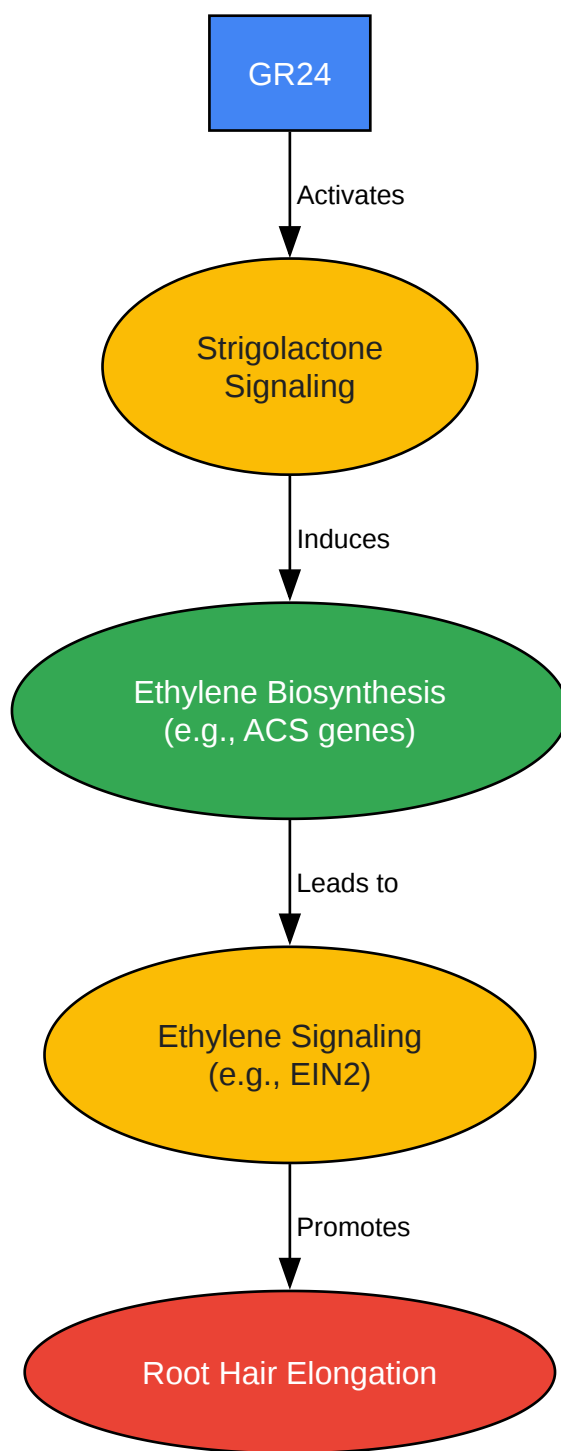 GR24
Activates
Strigolactone
Signaling
Induces
Ethylene Biosynthesis
(e.g., ACS genes)
Leads to
Ethylene Signaling
(e.g., EIN2)
Promotes
Root Hair Elongation